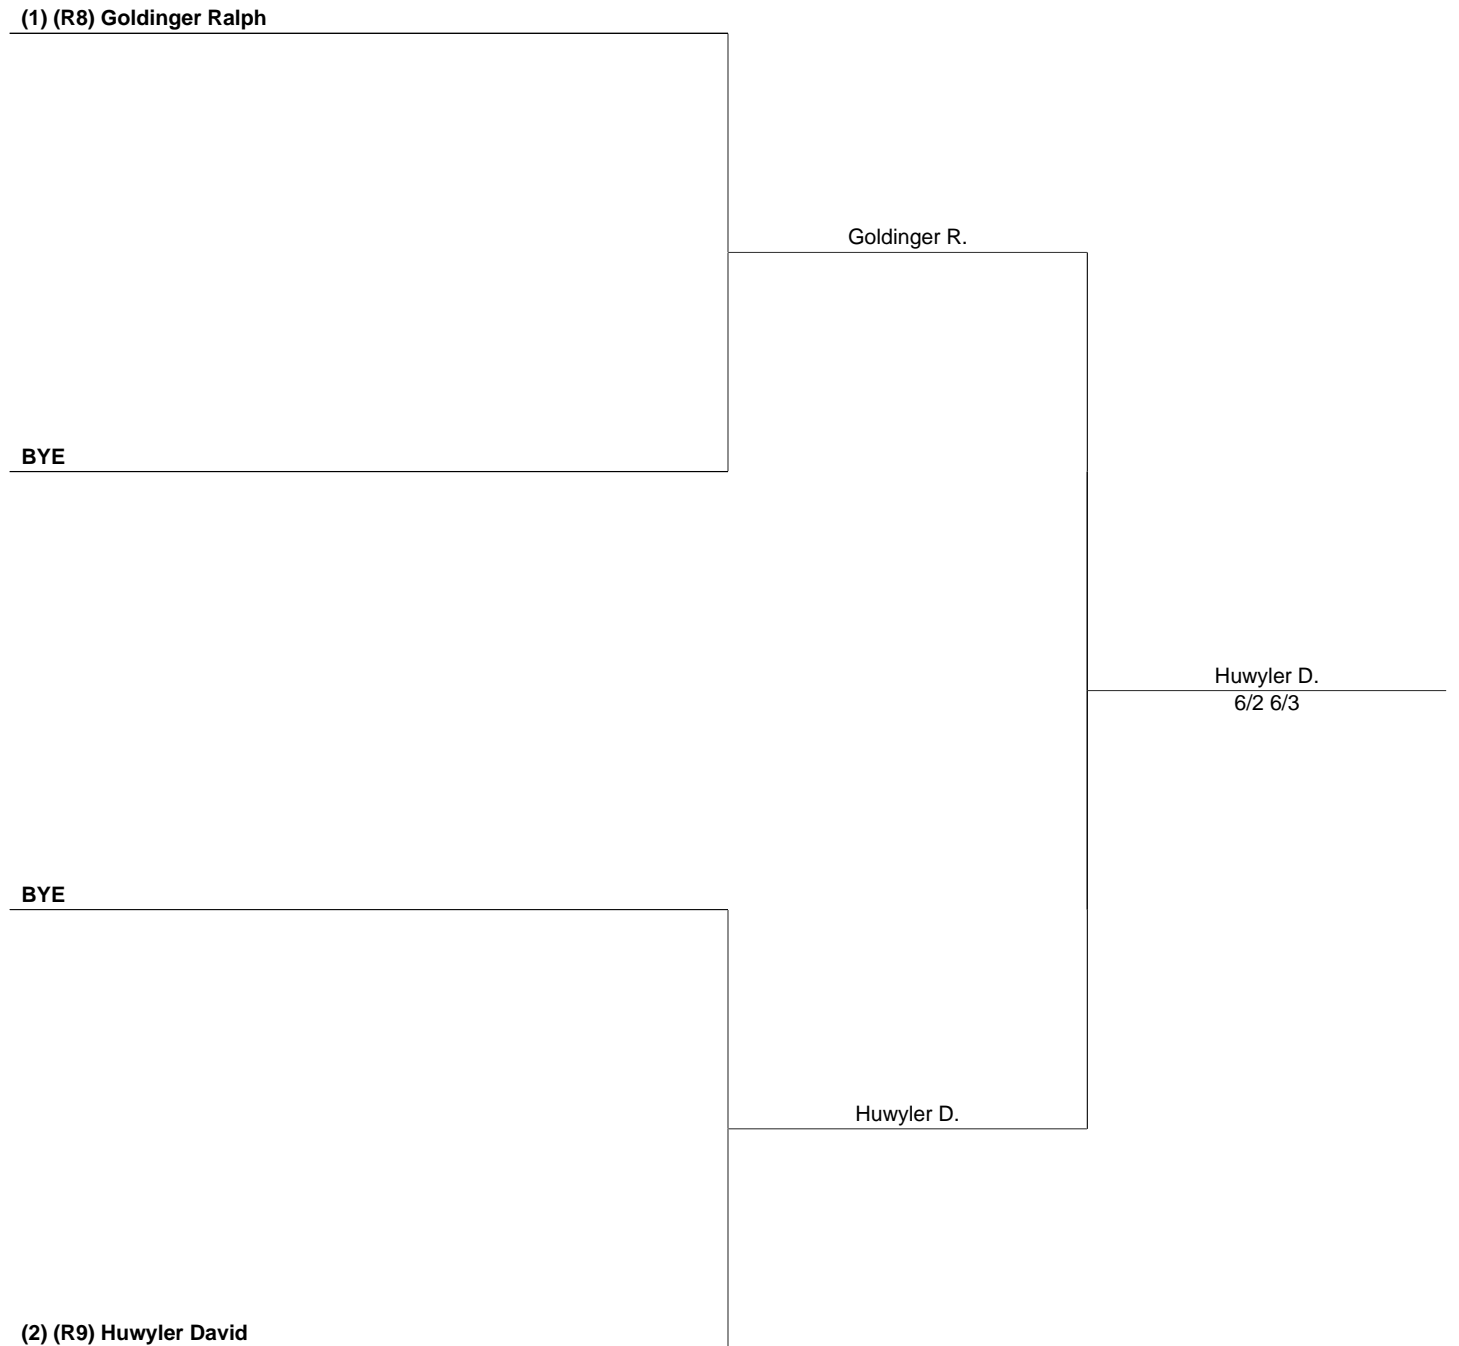 (1) (R8) Goldinger Ralph
Goldinger R.
BYE
Huwyler D.
6/2 6/3
BYE
Huwyler D.
(2) (R9) Huwyler David